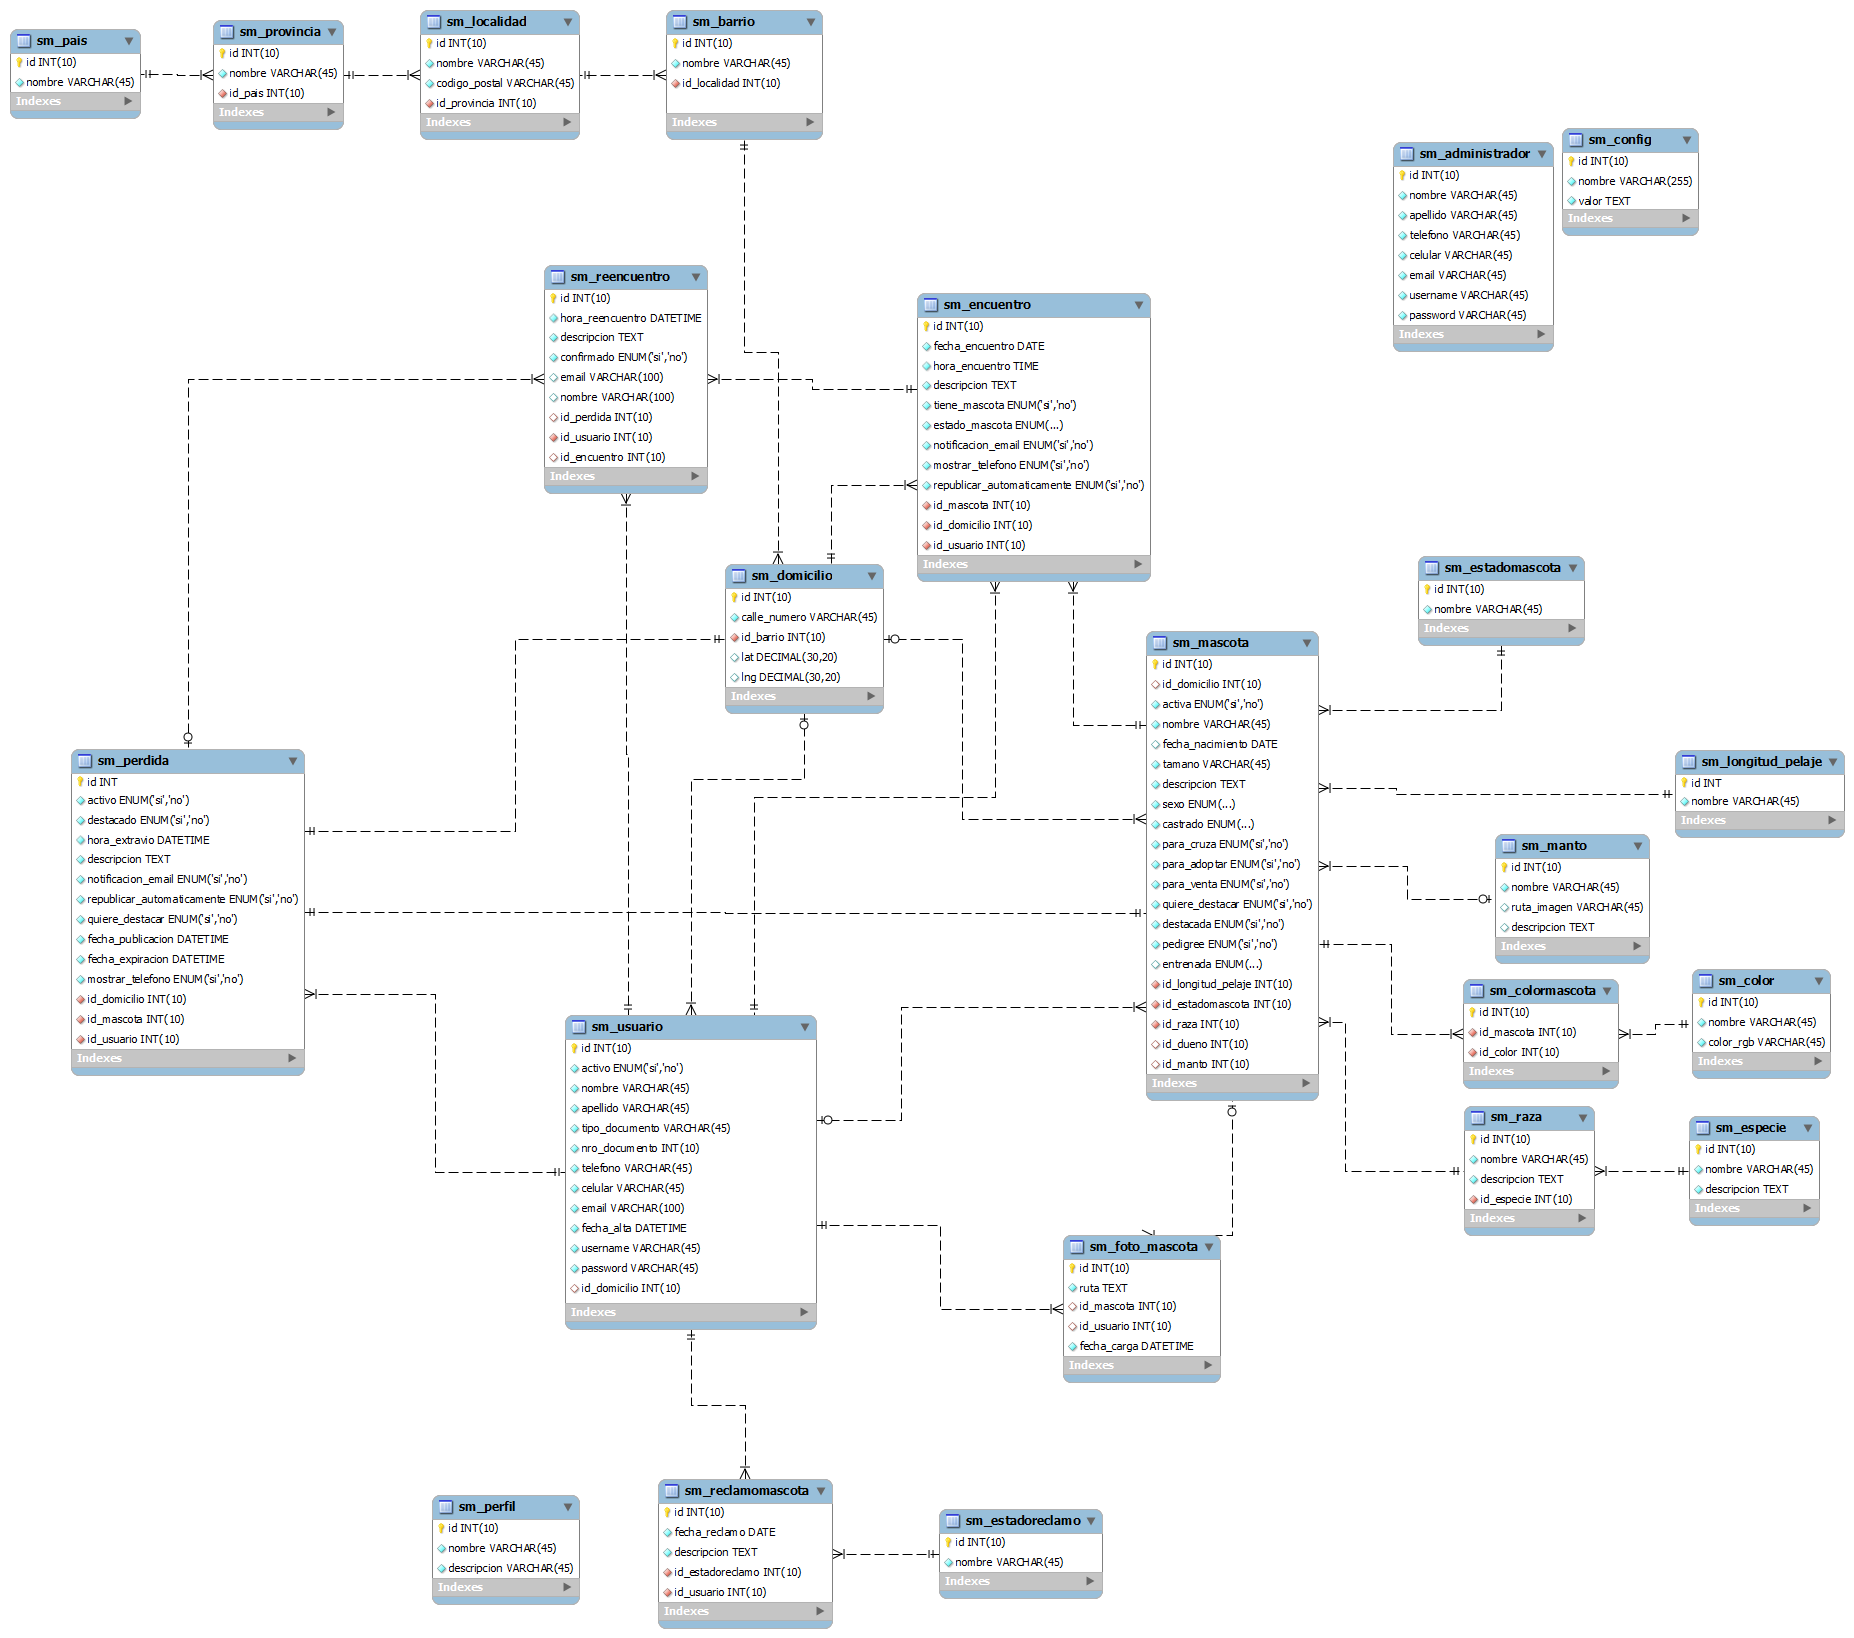 sm_pais
id INT(10)
nombre VARCHAR(45)
Indexes
sm_provincia
id INT(10)
nombre VARCHAR(45)
id_pais INT(10)
Indexes
sm_localidad
id INT(10)
nombre VARCHAR(45)
codigo_postal VARCHAR(45)
id_provincia INT(10)
Indexes
sm_barrio
id INT(10)
nombre VARCHAR(45)
id_localidad INT(10)
Indexes
sm_administrador
id INT(10)
nombre VARCHAR(45)
apellido VARCHAR(45)
telefono VARCHAR(45)
celular VARCHAR(45)
email VARCHAR(45)
username VARCHAR(45)
password VARCHAR(45)
Indexes
sm_config
id INT(10)
nombre VARCHAR(255)
valor TEXT
Indexes
sm_reencuentro
id INT(10)
hora_reencuentro DATETIME
descripcion TEXT
confirmado ENUM('si','no')
email VARCHAR(100)
nombre VARCHAR(100)
id_perdida INT(10)
id_usuario INT(10)
id_encuentro INT(10)
Indexes
sm_encuentro
id INT(10)
fecha_encuentro DATE
hora_encuentro TIME
descripcion TEXT
tiene_mascota ENUM('si','no')
estado_mascota ENUM(...)
notificacion_email ENUM('si','no')
mostrar_telefono ENUM('si','no')
republicar_automaticamente ENUM('si','no')
id_mascota INT(10)
id_domicilio INT(10)
id_usuario INT(10)
Indexes
sm_domicilio
id INT(10)
calle_numero VARCHAR(45)
id_barrio INT(10)
lat DECIMAL(30,20)
lng DECIMAL(30,20)
Indexes
sm_estadomascota
id INT(10)
nombre VARCHAR(45)
Indexes
sm_mascota
id INT(10)
id_domicilio INT(10)
activa ENUM('si','no')
nombre VARCHAR(45)
fecha_nacimiento DATE
tamano VARCHAR(45)
descripcion TEXT
sexo ENUM(...)
castrado ENUM(...)
para_cruza ENUM('si','no')
para_adoptar ENUM('si','no')
para_venta ENUM('si','no')
quiere_destacar ENUM('si','no')
destacada ENUM('si','no')
pedigree ENUM('si','no')
entrenada ENUM(...)
id_longitud_pelaje INT(10)
id_estadomascota INT(10)
id_raza INT(10)
id_dueno INT(10)
id_manto INT(10)
Indexes
sm_perdida
id INT
activo ENUM('si','no')
destacado ENUM('si','no')
hora_extravio DATETIME
descripcion TEXT
notificacion_email ENUM('si','no')
republicar_automaticamente ENUM('si','no')
quiere_destacar ENUM('si','no')
fecha_publicacion DATETIME
fecha_expiracion DATETIME
mostrar_telefono ENUM('si','no')
id_domicilio INT(10)
id_mascota INT(10)
id_usuario INT(10)
Indexes
sm_longitud_pelaje
id INT
nombre VARCHAR(45)
Indexes
sm_manto
id INT(10)
nombre VARCHAR(45)
ruta_imagen VARCHAR(45)
descripcion TEXT
Indexes
sm_colormascota
id INT(10)
id_mascota INT(10)
id_color INT(10)
Indexes
sm_color
id INT(10)
nombre VARCHAR(45)
color_rgb VARCHAR(45)
Indexes
sm_usuario
id INT(10)
activo ENUM('si','no')
nombre VARCHAR(45)
apellido VARCHAR(45)
tipo_documento VARCHAR(45)
nro_documento INT(10)
telefono VARCHAR(45)
celular VARCHAR(45)
email VARCHAR(100)
fecha_alta DATETIME
username VARCHAR(45)
password VARCHAR(45)
id_domicilio INT(10)
Indexes
sm_raza
id INT(10)
nombre VARCHAR(45)
descripcion TEXT
id_especie INT(10)
Indexes
sm_especie
id INT(10)
nombre VARCHAR(45)
descripcion TEXT
Indexes
sm_foto_mascota
id INT(10)
ruta TEXT
id_mascota INT(10)
id_usuario INT(10)
fecha_carga DATETIME
Indexes
sm_perfil
id INT(10)
nombre VARCHAR(45)
descripcion VARCHAR(45)
Indexes
sm_reclamomascota
id INT(10)
fecha_reclamo DATE
descripcion TEXT
id_estadoreclamo INT(10)
id_usuario INT(10)
Indexes
sm_estadoreclamo
id INT(10)
nombre VARCHAR(45)
Indexes